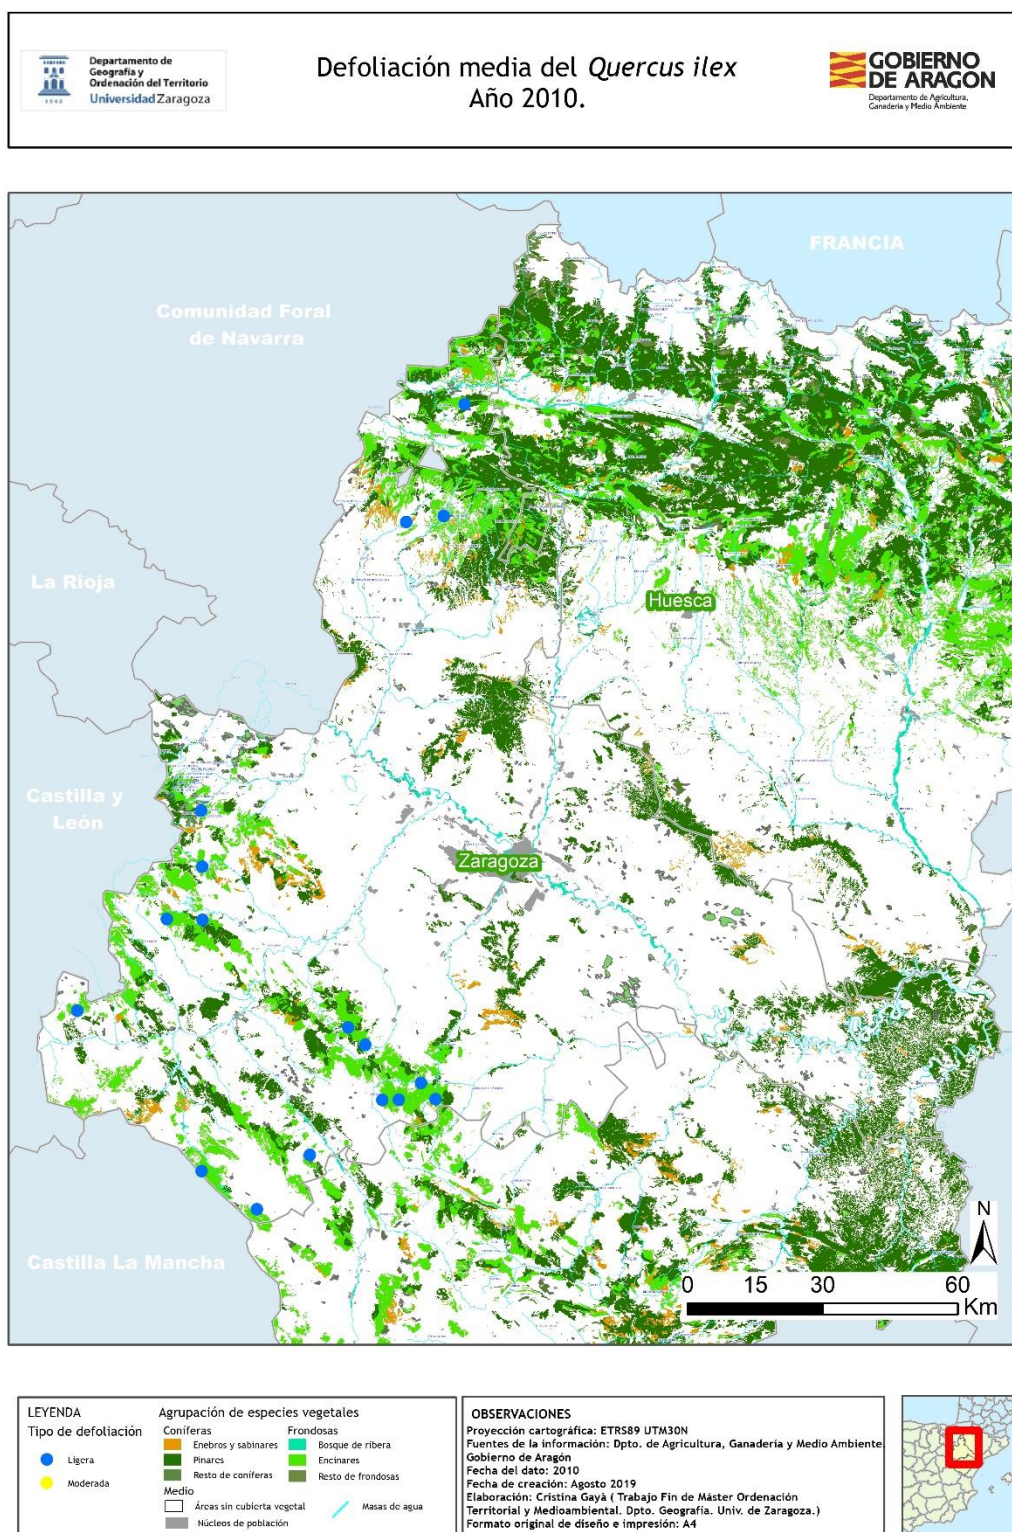 Departamento de
Geografía y
Ordenación del Territorio
Universidad Zaragoza
1542
Defoliación media del Quercus ilex
Año 2010.
GOBIERNO
DE ARAGON
Departamento de Agricultura,
Ganadería y Medio Ambiente
FRANCIA
Comunidad Foral
de Navarra
La Rioja
Huesca
Castilla y
León
Zaragoza
Castilla La Mancha
N
0 15 30 60
Km
LEYENDA
Tipo de defoliación
Ligera
Moderada
Agrupación de especies vegetales
Coníferas
Enebros y sabinares
Pinares
Resto de coníferas
Frondosas
Bosque de ribera
Encinares
Resto de frondosas
Medio
Áreas sin cubierta vegetal
Núcleos de población
Masas de agua
OBSERVACIONES
Proyección cartográfica: ETRS89 UTM30N
Fuentes de la información: Dpto. de Agricultura, Ganadería y Medio Ambiente.
Gobierno de Aragón
Fecha del dato: 2010
Fecha de creación: Agosto 2019
Elaboración: Cristina Gayà ( Trabajo Fin de Máster Ordenación
Territorial y Medioambiental. Dpto. Geografía. Univ. de Zaragoza.)
Formato original de diseño e impresión: A4